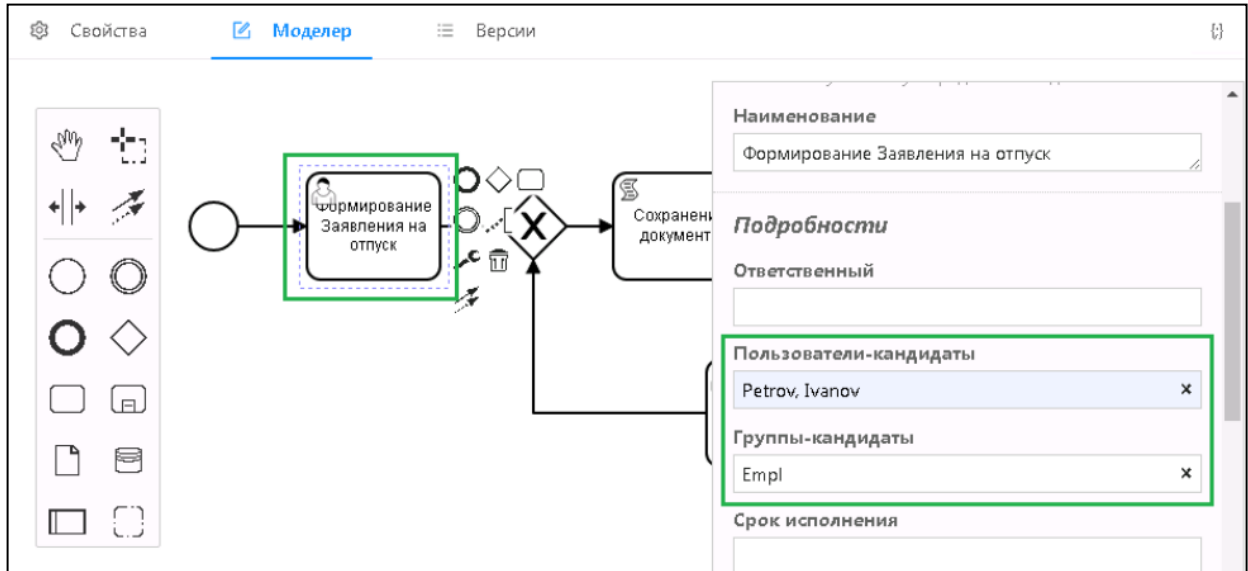 Свойства
Моделер
Версии
Наименование
Формирование Заявления на отпуск
Подробности
Ответственный
Пользователи-кандидаты
Petrov, Ivanov
Группы-кандидаты
Empl
Срок исполнения
Формирование
Заявления на
отпуск
Сохранени
документ